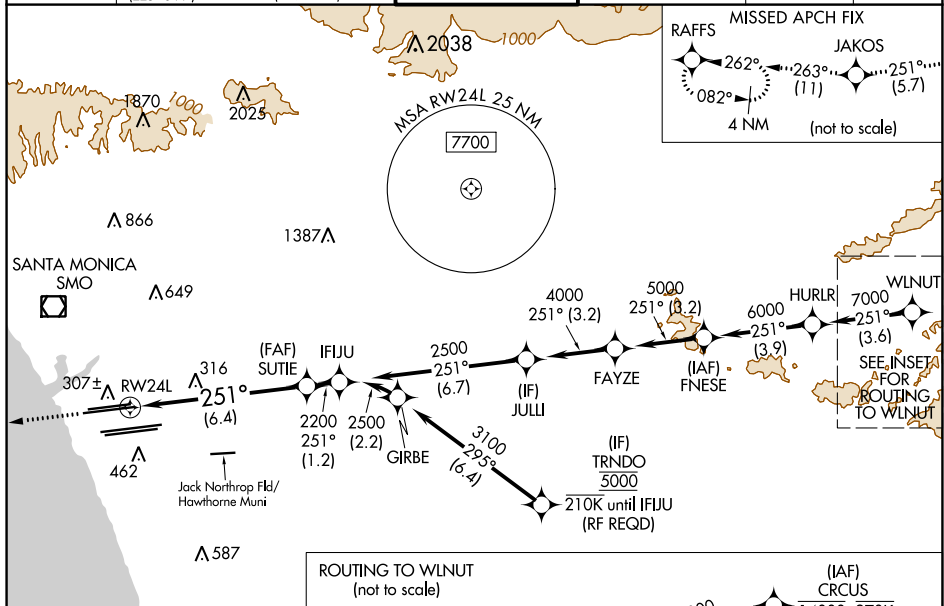 MISSED APCH FIX
RAFFS
JAKOS
262°
263°
(11)
251°
(5.7)
082°
4 NM
(not to scale)
2038
1000
1870
1000
2025
MSA RW24L 25 NM
7700
866
1387
SANTA MONICA
SMO
649
WLNUT
HURLR
7000
251°
(3.6)
6000
251°
(3.9)
5000
251° (3.2)
4000
251° (3.2)
SEE INSET
FOR
ROUTING
TO WLNUT
(IAF)
FNESE
FAYZE
(IF)
JULLI
2500
251°
(6.7)
(FAF)
SUTIE
IFIJU
316
307±
RW24L
251°
(6.4)
2200
251°
(1.2)
2500
(2.2)
GIRBE
3100
295°
(6.4)
(IF)
TRNDO
5000
210K until IFIJU
(RF REQD)
462
Jack Northrop Fld/
Hawthorne Muni
587
ROUTING TO WLNUT
(not to scale)
(IAF)
CRCUS